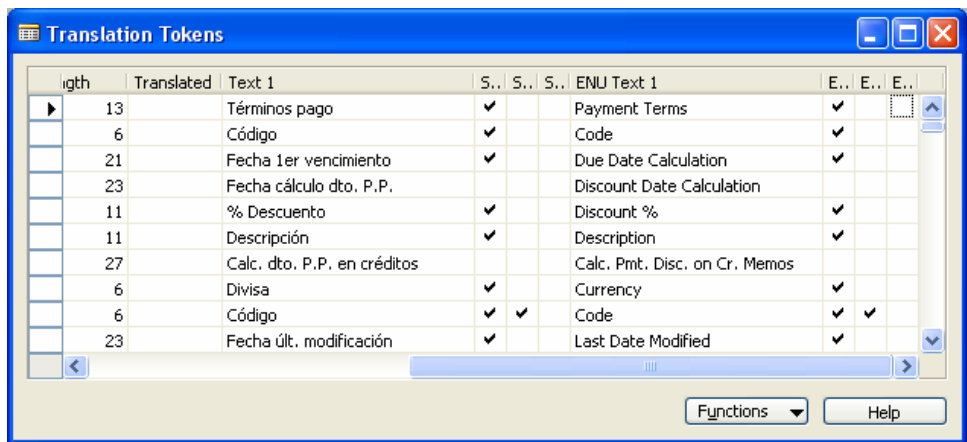 Translation Tokens
ngth Translated Text 1 S.. S.. S.. ENU Text 1 E.. E.. E..
13 Términos pago Payment Terms
6 Código Code
21 Fecha 1er vencimiento Due Date Calculation
23 Fecha cálculo dto. P.P. Discount Date Calculation
11 % Descuento Discount %
11 Descripción Description
27 Calc. dto. P.P. en créditos Calc. Pmt. Disc. on Cr. Memos
6 Divisa Currency
6 Código Code
23 Fecha últ. modificación Last Date Modified
Functions Help